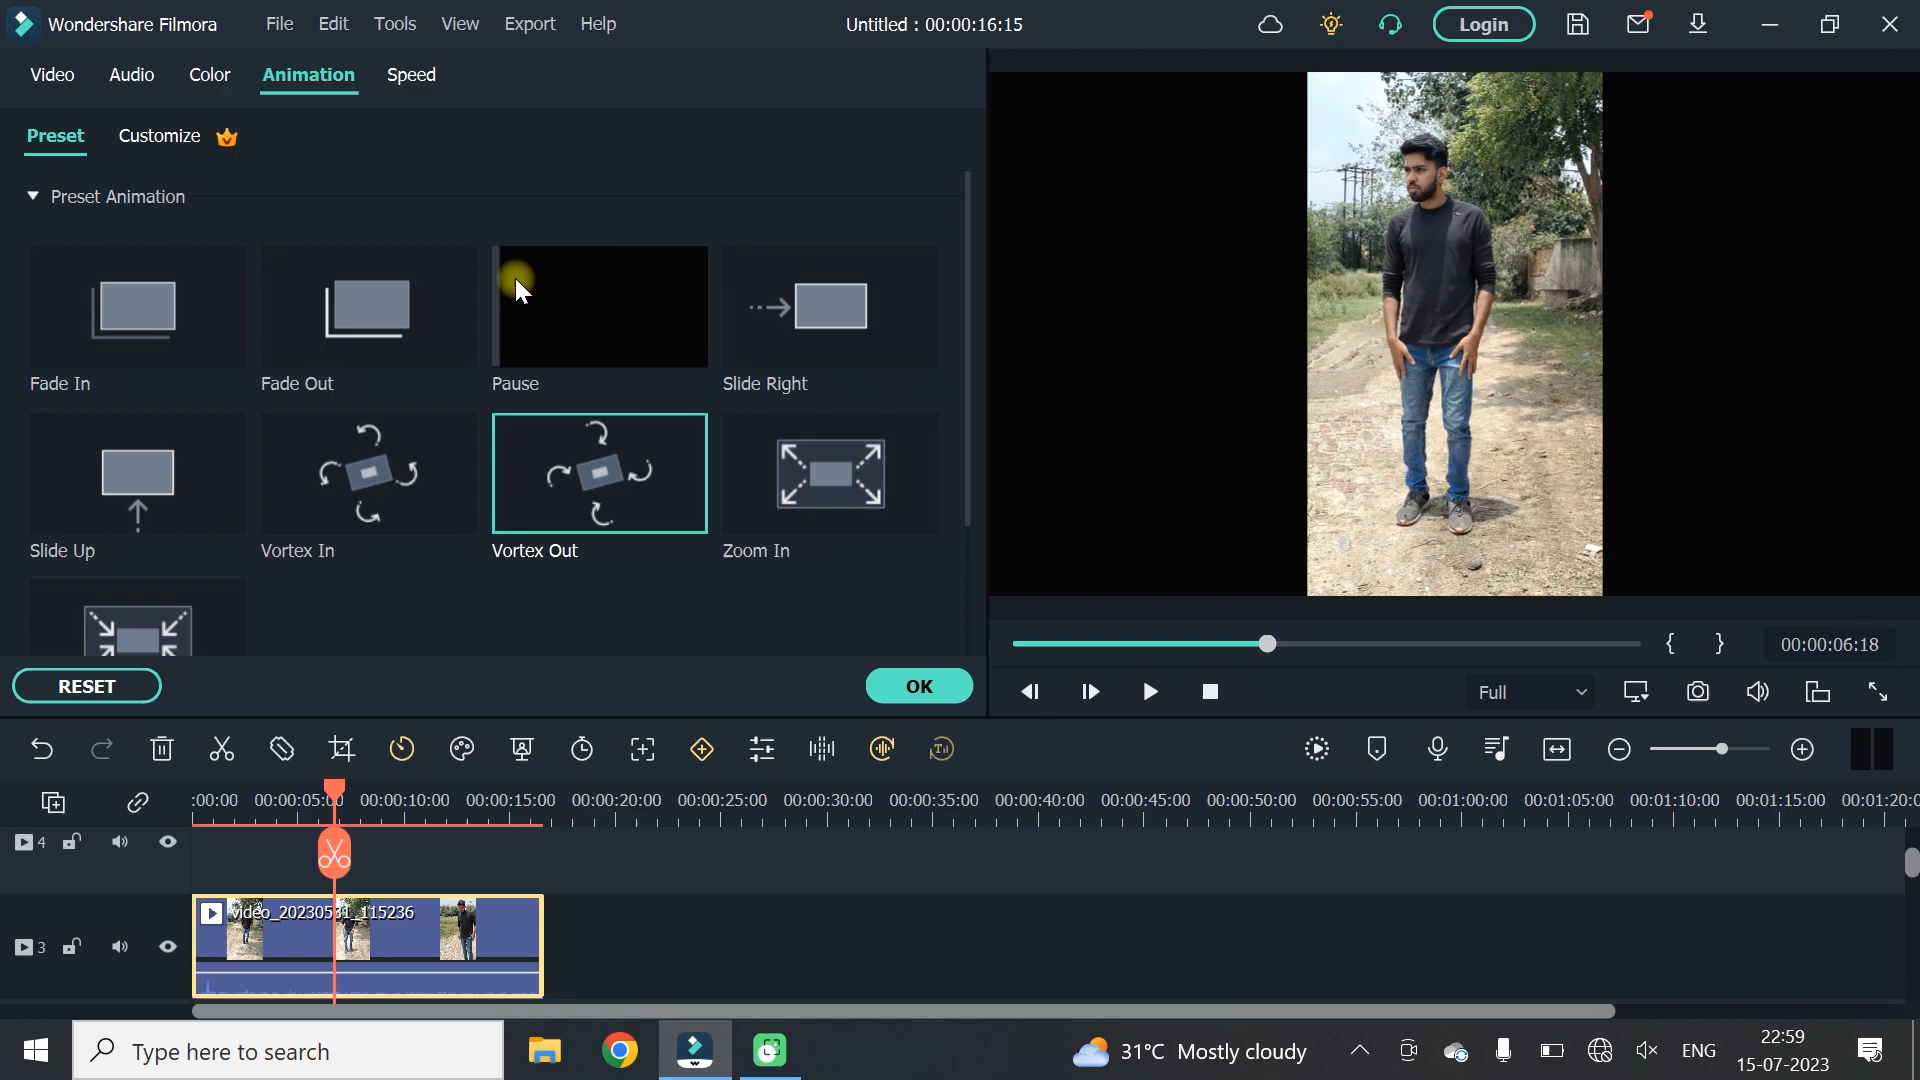 Wondershare Filmora File Edit Tools View Export Help Untitled : 00:00:16:15 Login
Video Audio Color Animation Speed
Preset Customize
Preset Animation
Fade In Fade Out Pause Slide Right
Slide Up Vortex In Vortex Out Zoom In
RESET OK
{ } 00:00:06:18
Full
:00:00 00:00:05:0 00:00:10:00 00:00:15:00 00:00:20:00 00:00:25:00 00:00:30:00 00:00:35:00 00:00:40:00 00:00:45:00 00:00:50:00 00:00:55:00 00:01:00:00 00:01:05:00 00:01:10:00 00:01:15:00 00:01:20:0
4
video_20230531_115236
3
Type here to search 31°C Mostly cloudy ENG 22:59
15-07-2023